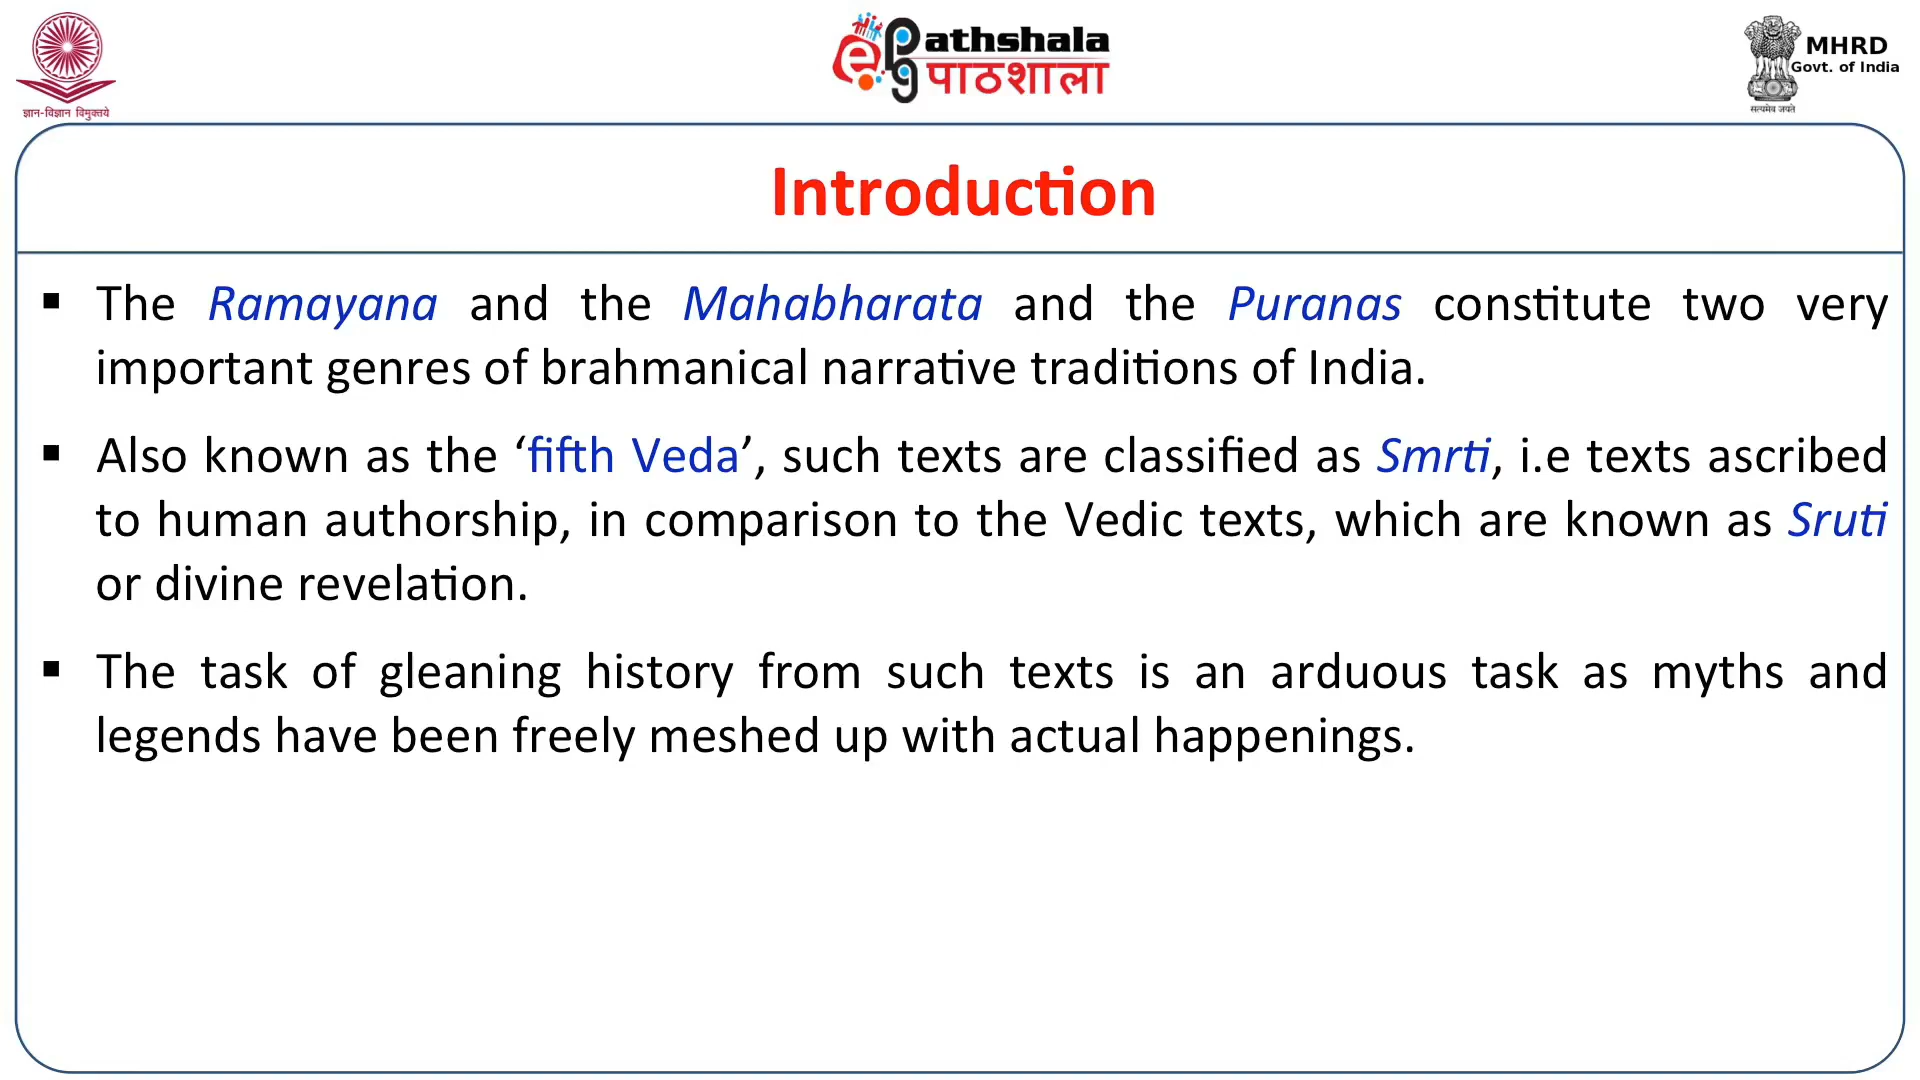 ज्ञान-विज्ञान विमुक्तये
ePG Pathshala
पाठशाला
MHRD
Govt. of India
सत्यमेव जयते
Introduction
▪ The Ramayana and the Mahabharata and the Puranas constitute two very
important genres of brahmanical narrative traditions of India.
▪ Also known as the ‘fifth Veda’, such texts are classified as Smrti, i.e texts ascribed
to human authorship, in comparison to the Vedic texts, which are known as Sruti
or divine revelation.
▪ The task of gleaning history from such texts is an arduous task as myths and
legends have been freely meshed up with actual happenings.